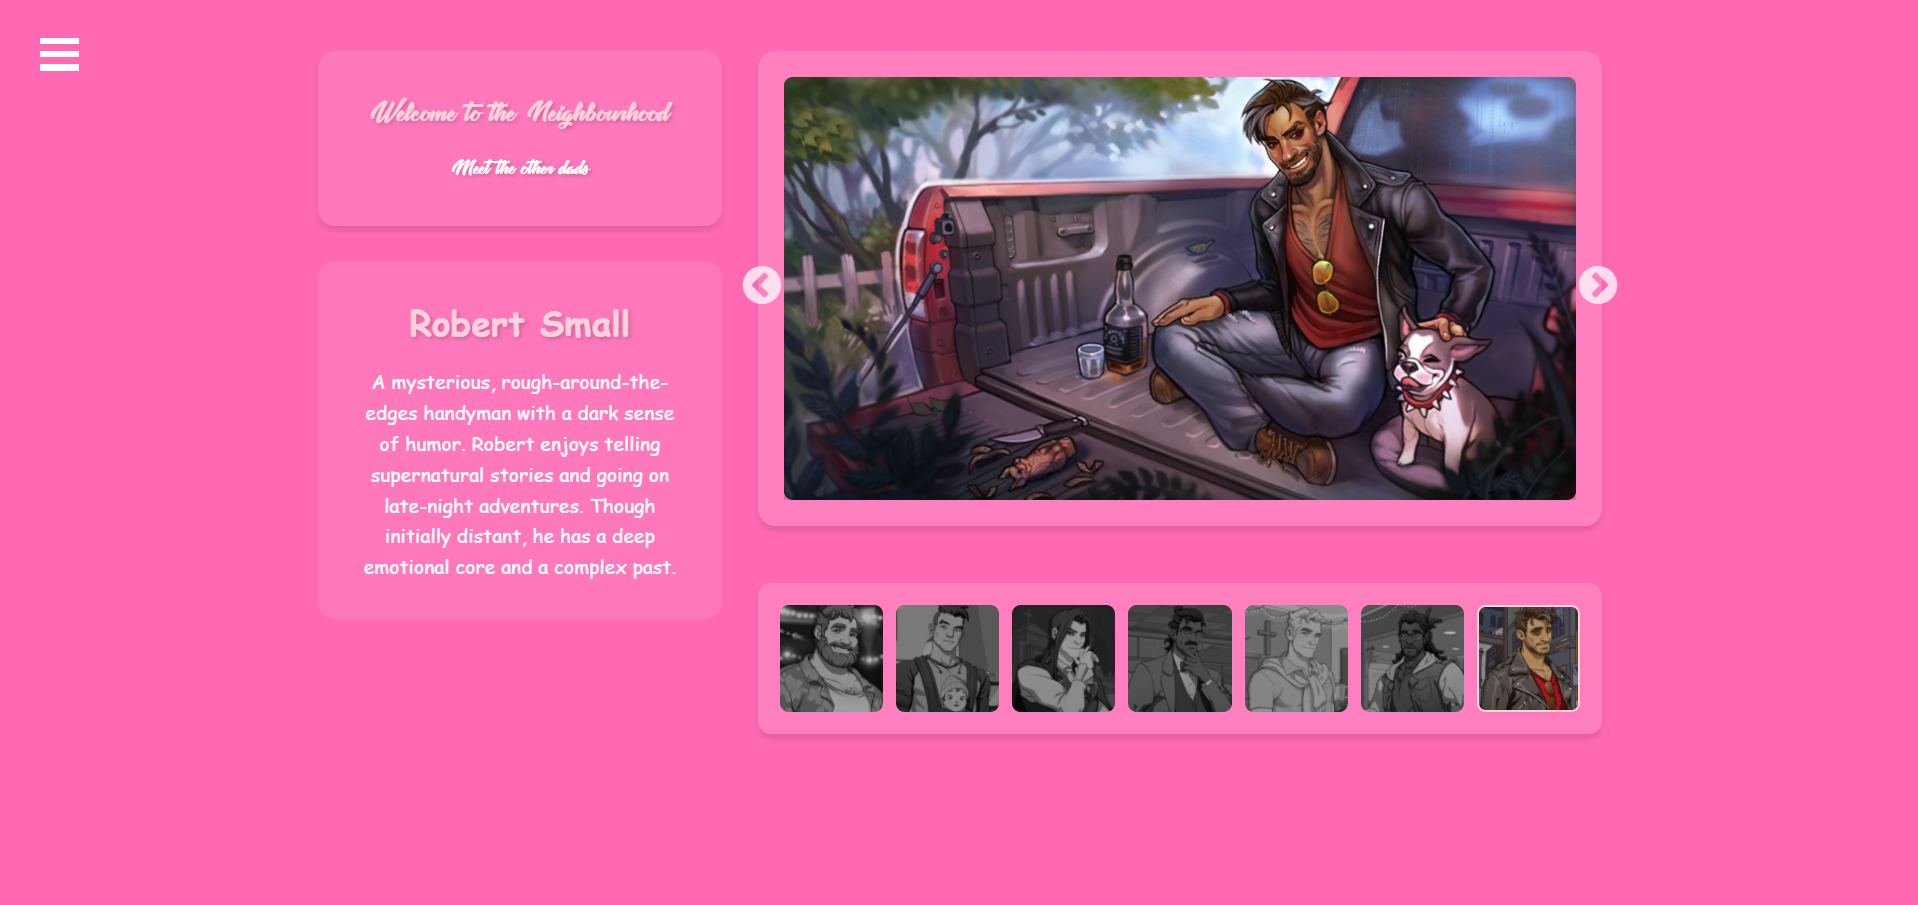 Welcome to the Neighbourhood
Meet the other dads
Robert Small
A mysterious, rough-around-the-
edges handyman with a dark sense
of humor. Robert enjoys telling
supernatural stories and going on
late-night adventures. Though
initially distant, he has a deep
emotional core and a complex past.